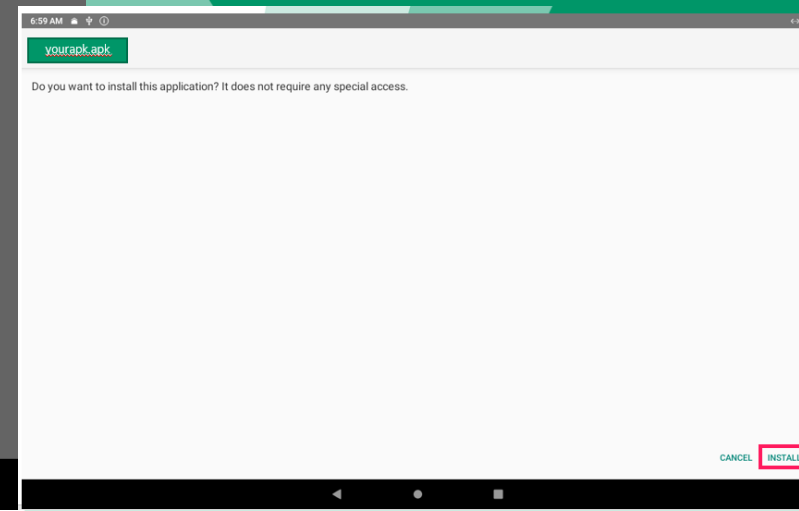 6:59 AM
yourapk.apk
Do you want to install this application? It does not require any special access.
CANCEL INSTALL